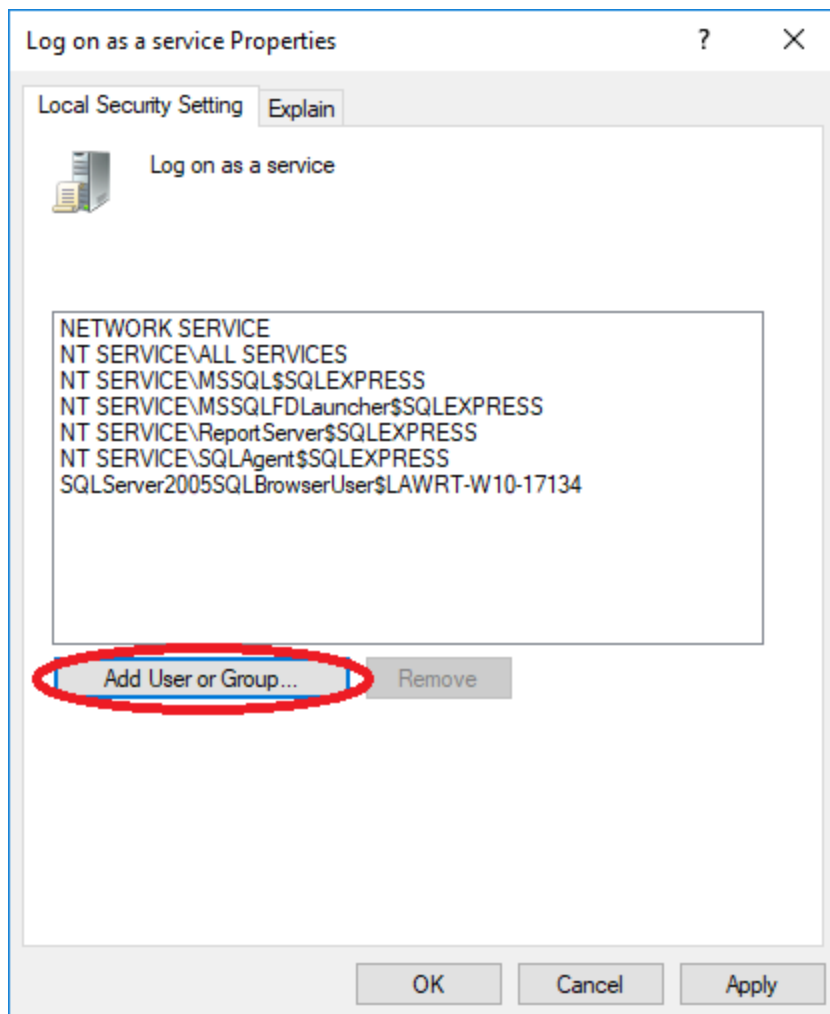 Log on as a service Properties
?
Local Security Setting
Explain
Log on as a service
NETWORK SERVICE
NT SERVICE\ALL SERVICES
NT SERVICE\MSSQL$SQLEXPRESS
NT SERVICE\MSSQLFDLauncher$SQLEXPRESS
NT SERVICE\ReportServer$SQLEXPRESS
NT SERVICE\SQLAgent$SQLEXPRESS
SQLServer2005SQLBrowserUser$LAWRT-W10-17134
Add User or Group...
Remove
OK
Cancel
Apply